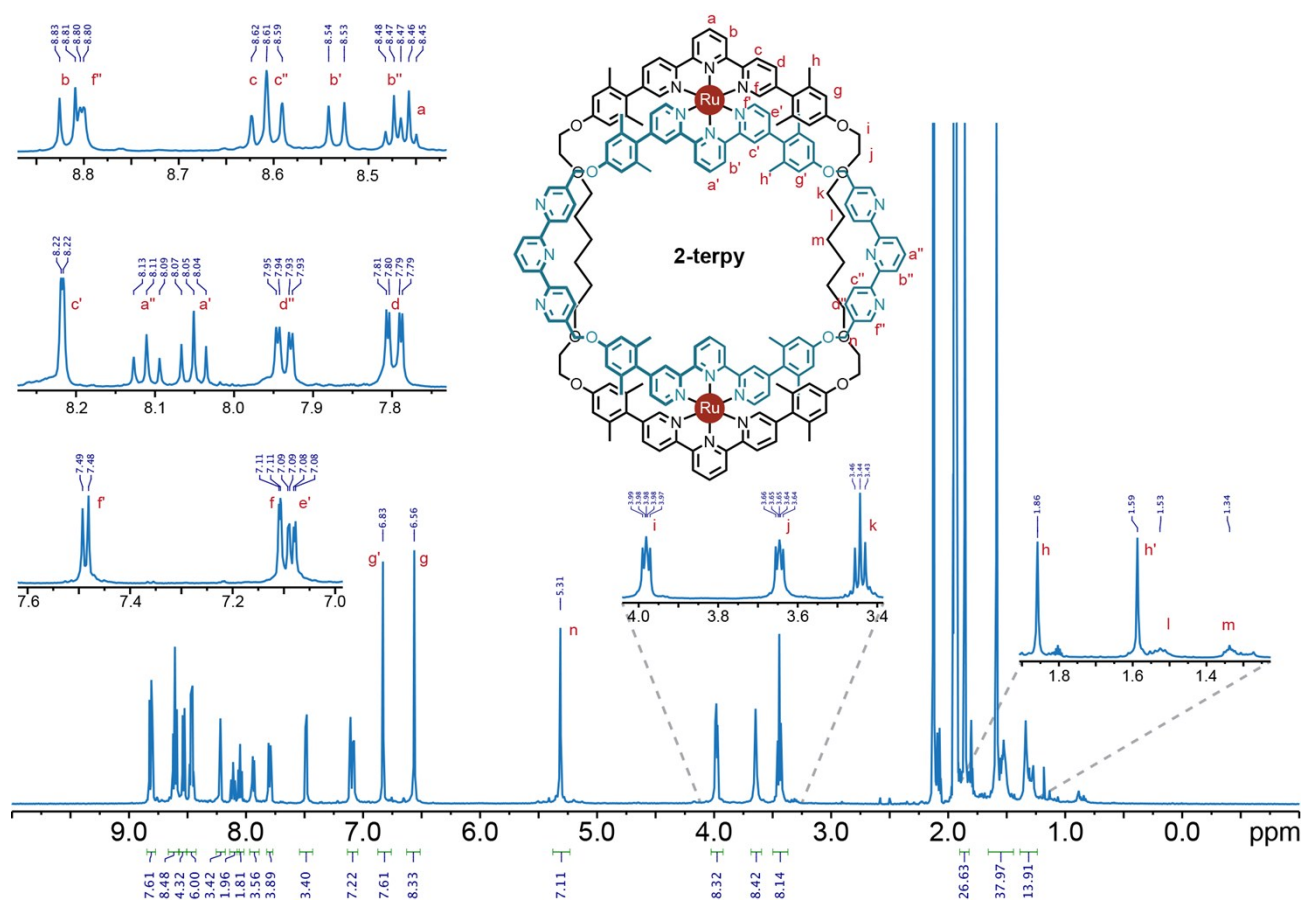 8.83 8.81 8.80 8.80 8.62 8.61 8.59 8.54 8.53 8.48 8.47 8.47 8.46 8.45
b f" c c" b' b" a
8.8 8.7 8.6 8.5
8.22 8.22 8.13 8.11 8.09 8.07 8.05 8.04 7.95 7.94 7.93 7.93 7.81 7.80 7.79 7.79
c' a" a' d" d
8.2 8.1 8.0 7.9 7.8
7.49 7.48 7.11 7.11 7.09 7.09 7.08 7.08
f' f e'
7.6 7.4 7.2 7.0
a
b
c
d
h
N N N
f
g
Ru
f'
e'
N N N
O O
i
c'
j
b'
a'
h'
g'
O O O O
k
N N
l
N N
m
2-terpy
a"
b"
c"
d"
N N
f"
O O O O
n
N N N
Ru
O O
N N N
6.83 6.56
g' g
5.31
n
3.99 3.98 3.98 3.98 3.97 3.66 3.65 3.65 3.64 3.64 3.46 3.44 3.43
i j k
4.0 3.8 3.6 3.4
1.86 1.59 1.53 1.34
h h' l m
1.8 1.6 1.4
9.0 8.0 7.0 6.0 5.0 4.0 3.0 2.0 1.0 0.0 ppm
7.61 8.48 4.32 6.00 3.42 1.96 1.81 3.56 3.89 3.40 7.22 7.61 8.33 7.11 8.32 8.42 8.14 26.63 37.97 13.91